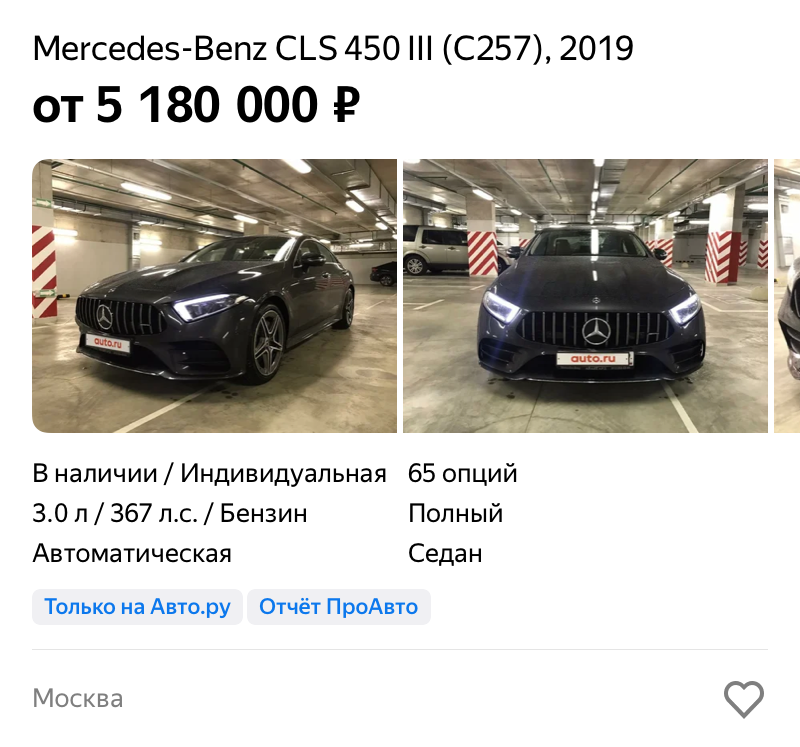 Mercedes-Benz CLS 450 III (C257), 2019
от 5 180 000 ₽
auto.ru
auto.ru
В наличии / Индивидуальная
65 опций
3.0 л / 367 л.с. / Бензин
Полный
Автоматическая
Седан
Только на Авто.ру
Отчёт ПроАвто
Москва